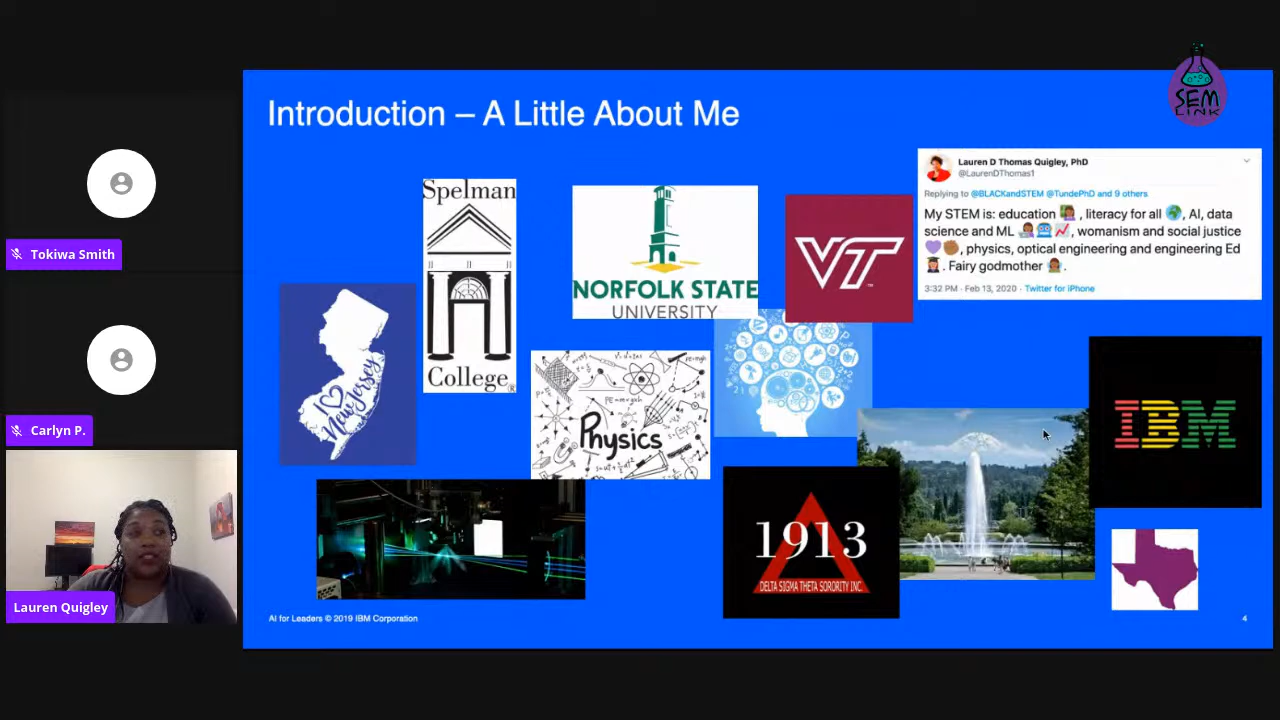 Introduction – A Little About Me
SEM
LINK
Lauren D Thomas Quigley, PhD
@LaurenDThomas1
Replying to @BLACKandSTEM @TundePhD and 9 others
My STEM is: education 👩🏽‍🏫 , literacy for all 🌍, AI, data
science and ML 👩🏽‍💻🤖📈, womanism and social justice
💜✊🏾, physics, optical engineering and engineering Ed
👩🏽‍🎓. Fairy godmother 🧚🏽‍♀️.
3:32 PM · Feb 13, 2020 · Twitter for iPhone
Spelman
College®
NORFOLK STATE
UNIVERSITY
VT™
I ♡
New Jersey
Physics
IBM
1913
DELTA SIGMA THETA SORORITY INC.
Tokiwa Smith
Carlyn P.
Lauren Quigley
AI for Leaders © 2019 IBM Corporation
4